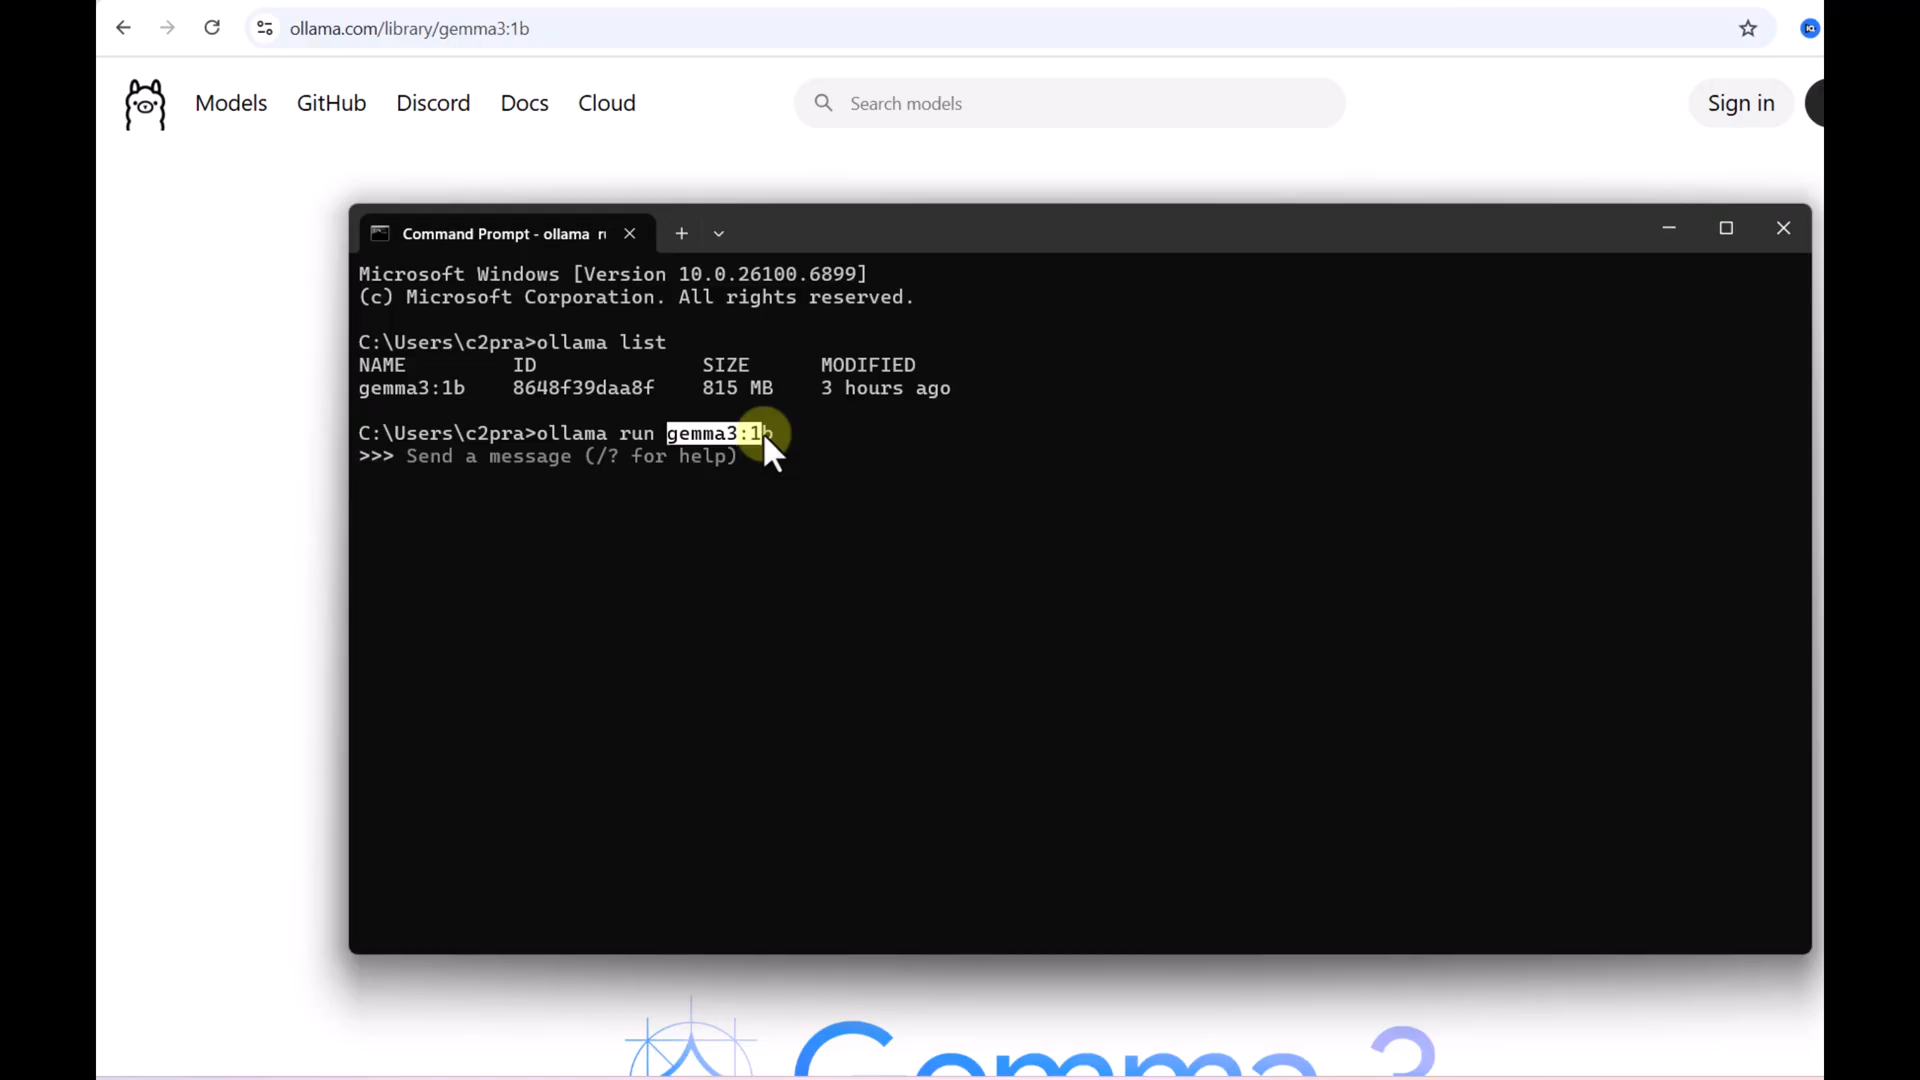 ollama.com/library/gemma3:1b
Models GitHub Discord Docs Cloud Search models Sign in
Command Prompt - ollama
Microsoft Windows [Version 10.0.26100.6899]
(c) Microsoft Corporation. All rights reserved.
C:\Users\c2pra>ollama list
NAME ID SIZE MODIFIED
gemma3:1b 8648f39daa8f 815 MB 3 hours ago
C:\Users\c2pra>ollama run gemma3:1b
>>> Send a message (/? for help)
Gemma 3